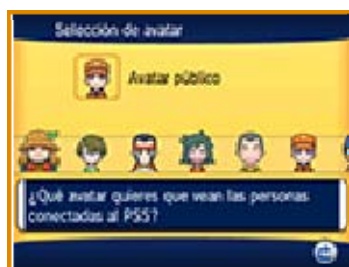 Selección de avatar
Avatar público
¿Qué avatar quieres que vean las personas
conectadas al PSS?